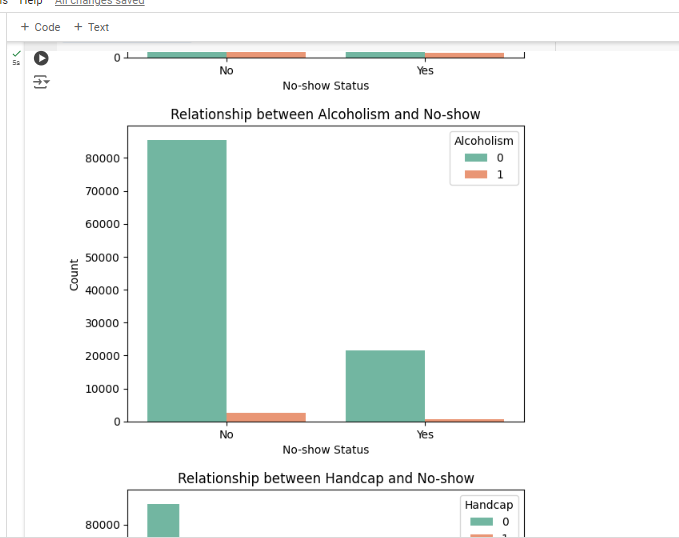 Help All changes saved
+ Code + Text
5s
0
No Yes
No-show Status
Relationship between Alcoholism and No-show
Alcoholism
0
1
80000
70000
60000
50000
40000
30000
20000
10000
0
Count
No Yes
No-show Status
Relationship between Handcap and No-show
Handcap
0
1
80000